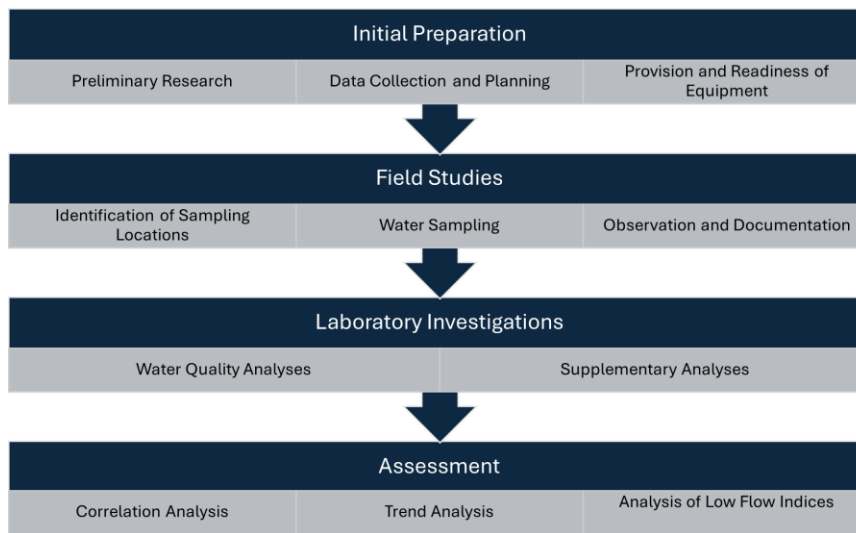 Initial Preparation
Preliminary Research
Data Collection and Planning
Provision and Readiness of
Equipment
Field Studies
Identification of Sampling
Locations
Water Sampling
Observation and Documentation
Laboratory Investigations
Water Quality Analyses
Supplementary Analyses
Assessment
Correlation Analysis
Trend Analysis
Analysis of Low Flow Indices